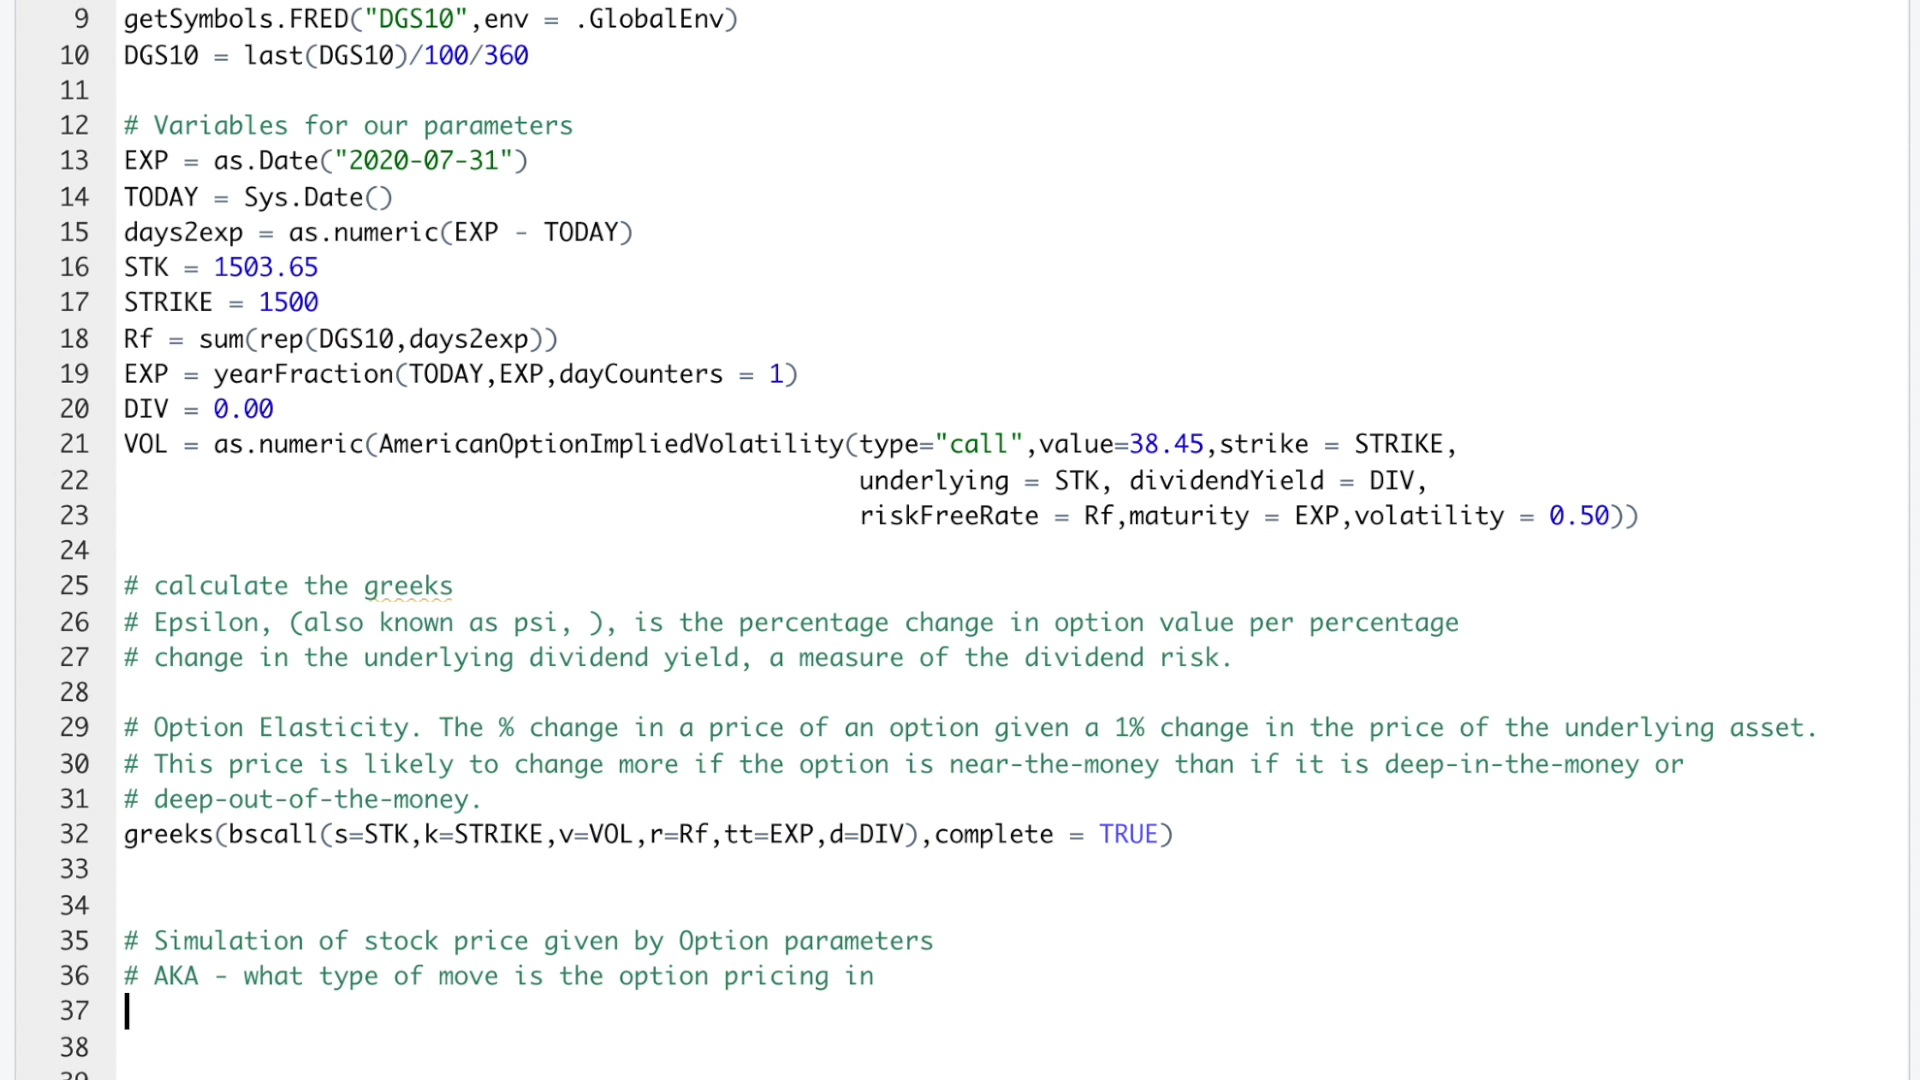 9 getSymbols.FRED("DGS10",env = .GlobalEnv)
10 DGS10 = last(DGS10)/100/360
11
12 # Variables for our parameters
13 EXP = as.Date("2020-07-31")
14 TODAY = Sys.Date()
15 days2exp = as.numeric(EXP - TODAY)
16 STK = 1503.65
17 STRIKE = 1500
18 Rf = sum(rep(DGS10,days2exp))
19 EXP = yearFraction(TODAY,EXP,dayCounters = 1)
20 DIV = 0.00
21 VOL = as.numeric(AmericanOptionImpliedVolatility(type="call",value=38.45,strike = STRIKE,
22 underlying = STK, dividendYield = DIV,
23 riskFreeRate = Rf,maturity = EXP,volatility = 0.50))
24
25 # calculate the greeks
26 # Epsilon, (also known as psi, ), is the percentage change in option value per percentage
27 # change in the underlying dividend yield, a measure of the dividend risk.
28
29 # Option Elasticity. The % change in a price of an option given a 1% change in the price of the underlying asset.
30 # This price is likely to change more if the option is near-the-money than if it is deep-in-the-money or
31 # deep-out-of-the-money.
32 greeks(bscall(s=STK,k=STRIKE,v=VOL,r=Rf,tt=EXP,d=DIV),complete = TRUE)
33
34
35 # Simulation of stock price given by Option parameters
36 # AKA - what type of move is the option pricing in
37
38
39